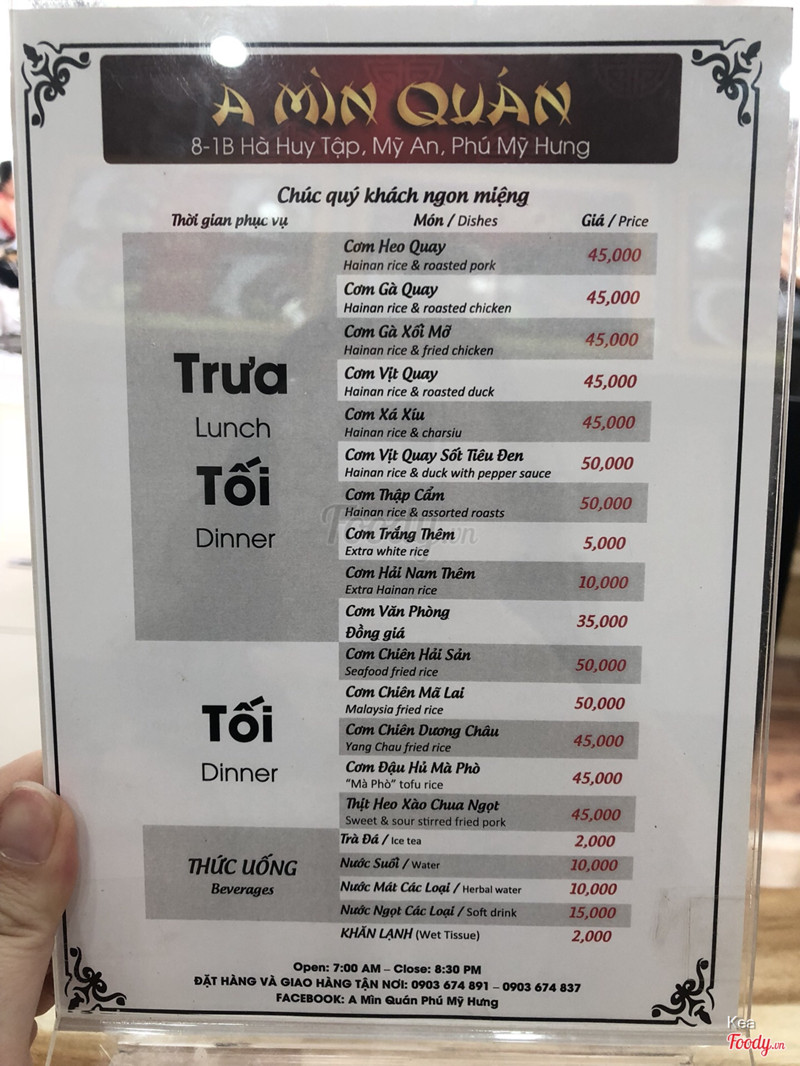 A MÌN QUÁN
8-1B Hà Huy Tập, Mỹ An, Phú Mỹ Hưng
Chúc quý khách ngon miệng
Thời gian phục vụ Món / Dishes Giá / Price
Trưa
Lunch
Tối
Dinner
Cơm Heo Quay 45,000
Hainan rice & roasted pork
Cơm Gà Quay 45,000
Hainan rice & roasted chicken
Cơm Gà Xối Mỡ 45,000
Hainan rice & fried chicken
Cơm Vịt Quay 45,000
Hainan rice & roasted duck
Cơm Xá Xíu 45,000
Hainan rice & charsiu
Cơm Vịt Quay Sốt Tiêu Đen 50,000
Hainan rice & duck with pepper sauce
Cơm Thập Cẩm 50,000
Hainan rice & assorted roasts
Cơm Trắng Thêm 5,000
Extra white rice
Cơm Hải Nam Thêm 10,000
Extra Hainan rice
Cơm Văn Phòng 35,000
Đồng giá
Tối
Dinner
Cơm Chiên Hải Sản 50,000
Seafood fried rice
Cơm Chiên Mã Lai 50,000
Malaysia fried rice
Cơm Chiên Dương Châu 45,000
Yang Chau fried rice
Cơm Đậu Hủ Mà Phò 45,000
"Mà Phò" tofu rice
Thịt Heo Xào Chua Ngọt 45,000
Sweet & sour stirred fried pork
THỨC UỐNG
Beverages
Trà Đá / Ice tea 2,000
Nước Suối / Water 10,000
Nước Mát Các Loại / Herbal water 10,000
Nước Ngọt Các Loại / Soft drink 15,000
KHĂN LẠNH (Wet Tissue) 2,000
Open: 7:00 AM – Close: 8:30 PM
ĐẶT HÀNG VÀ GIAO HÀNG TẬN NƠI: 0903 674 891 – 0903 674 837
FACEBOOK: A Mìn Quán Phú Mỹ Hưng
Foody.vn
Kea
Foody.vn